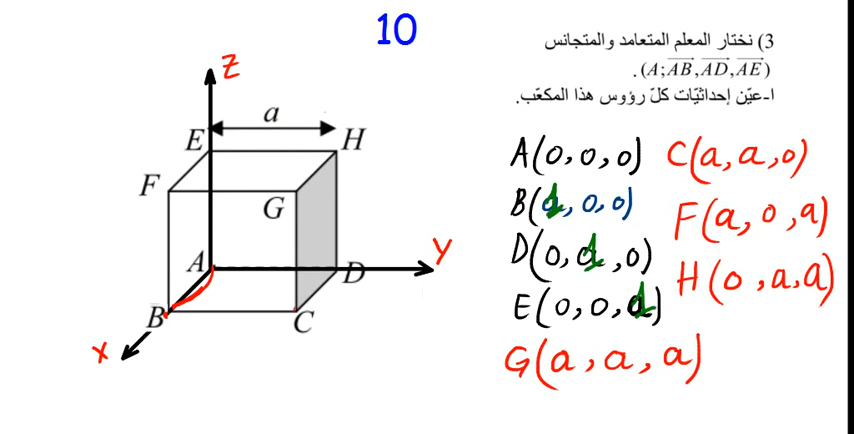 10
3) نختار المعلم المتعامد والمتجانس
(A; AB, AD, AE).
ا-عيّن إحداثيّات كلّ رؤوس هذا المكعّب.
Z
a
E
H
F
G
A
Y
D
B
C
X
A(0,0,0)
B(1,0,0)
D(0,1,0)
E(0,0,1)
G(a,a,a)
C(a,a,0)
F(a,0,a)
H(0,a,a)